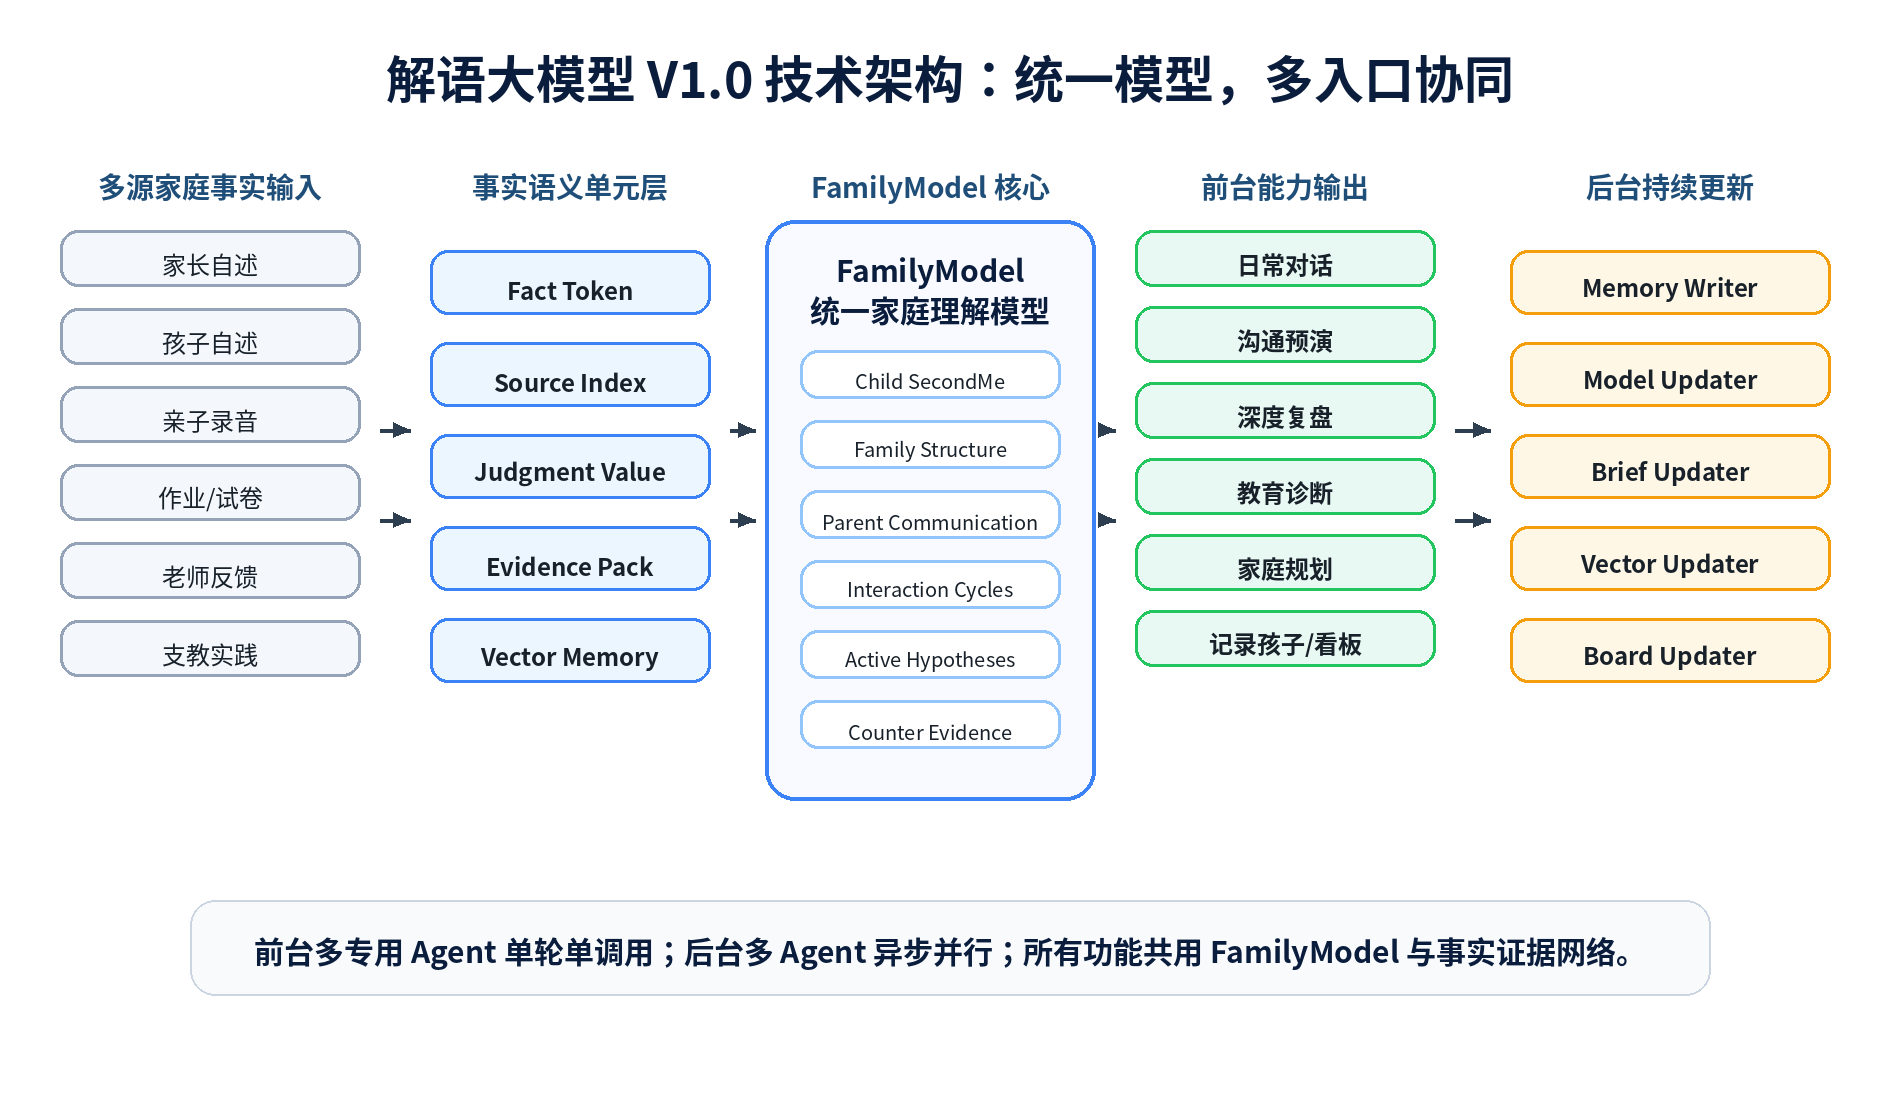 解语大模型 V1.0 技术架构：统一模型，多入口协同
多源家庭事实输入
家长自述
孩子自述
亲子录音
作业/试卷
老师反馈
支教实践
事实语义单元层
Fact Token
Source Index
Judgment Value
Evidence Pack
Vector Memory
FamilyModel 核心
FamilyModel
统一家庭理解模型
Child SecondMe
Family Structure
Parent Communication
Interaction Cycles
Active Hypotheses
Counter Evidence
前台能力输出
日常对话
沟通预演
深度复盘
教育诊断
家庭规划
记录孩子/看板
后台持续更新
Memory Writer
Model Updater
Brief Updater
Vector Updater
Board Updater
前台多专用 Agent 单轮单调用；后台多 Agent 异步并行；所有功能共用 FamilyModel 与事实证据网络。